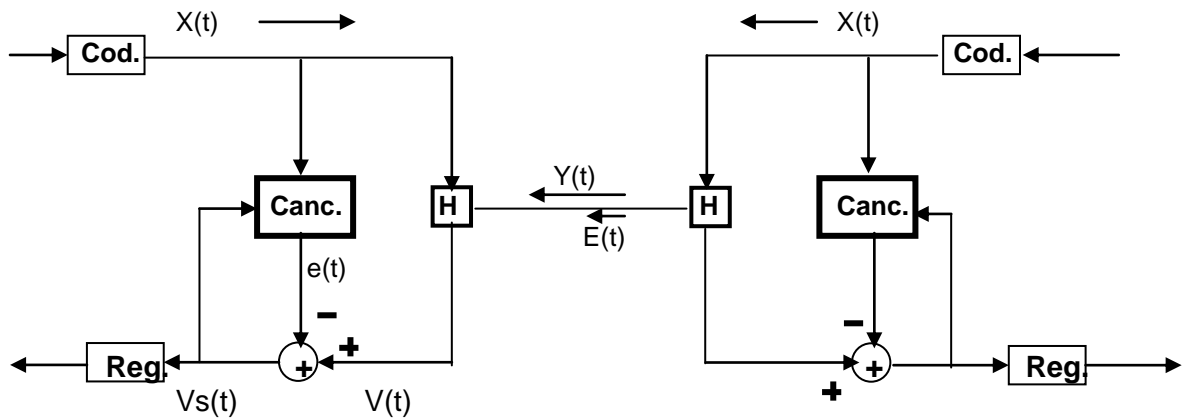 X(t) X(t)
Cod. Cod.
Y(t)
Canc. H H Canc.
E(t)
e(t)
- + -
Reg. + + + Reg.
Vs(t) V(t)